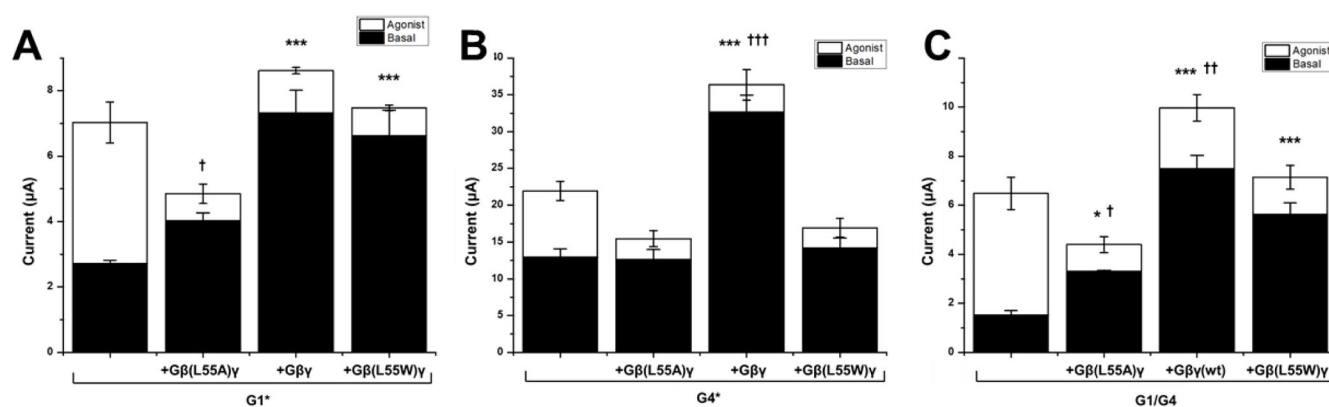 A
Agonist
Basal
***
***
†
Current (µA)
8
6
4
2
0
+Gβ(L55A)γ
+Gβγ
+Gβ(L55W)γ
G1*
B
Agonist
Basal
*** †††
Current (µA)
35
30
25
20
15
10
5
0
+Gβ(L55A)γ
+Gβγ
+Gβ(L55W)γ
G4*
C
Agonist
Basal
*** ††
***
* †
Current (µA)
10
8
6
4
2
0
+Gβ(L55A)γ
+Gβγ(wt)
+Gβ(L55W)γ
G1/G4